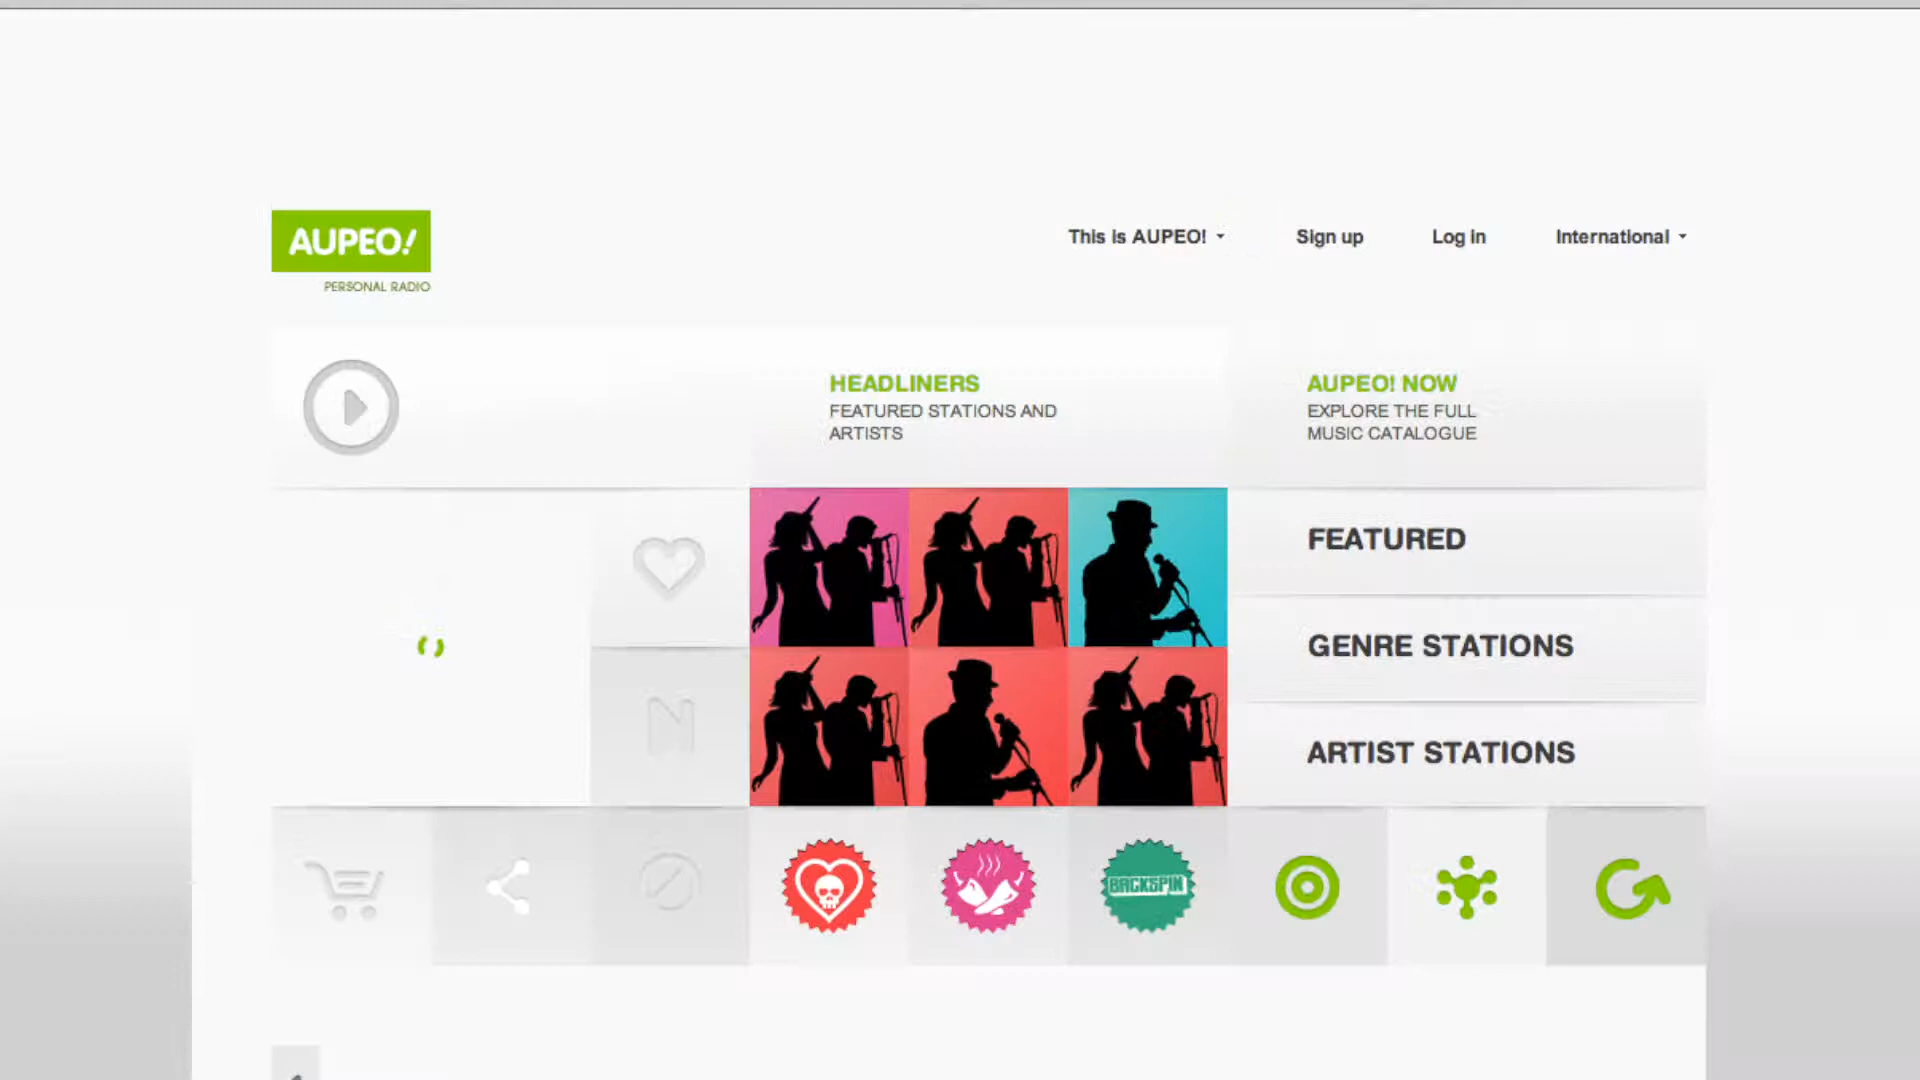 AUPEO!
PERSONAL RADIO
This is AUPEO!
Sign up
Log in
International
HEADLINERS
FEATURED STATIONS AND
ARTISTS
AUPEO! NOW
EXPLORE THE FULL
MUSIC CATALOGUE
FEATURED
GENRE STATIONS
ARTIST STATIONS
BACKSPIN